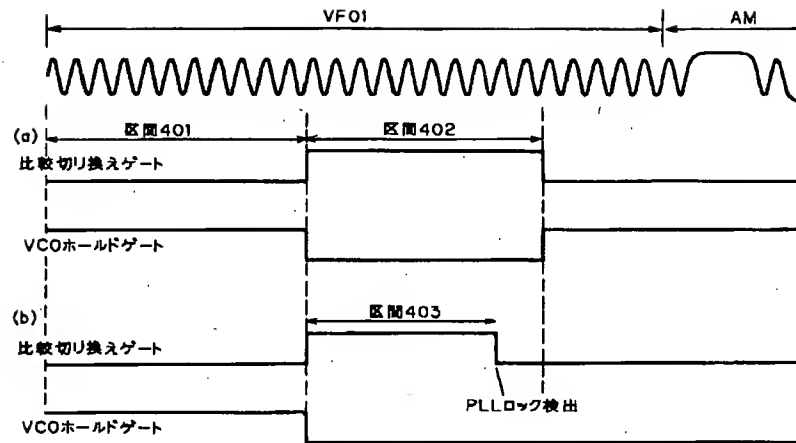 VFO1 AM
区間401 区間402
(a)
比較切り換えゲート
VCOホールドゲート
区間403
(b)
比較切り換えゲート
PLLロック検出
VCOホールドゲート